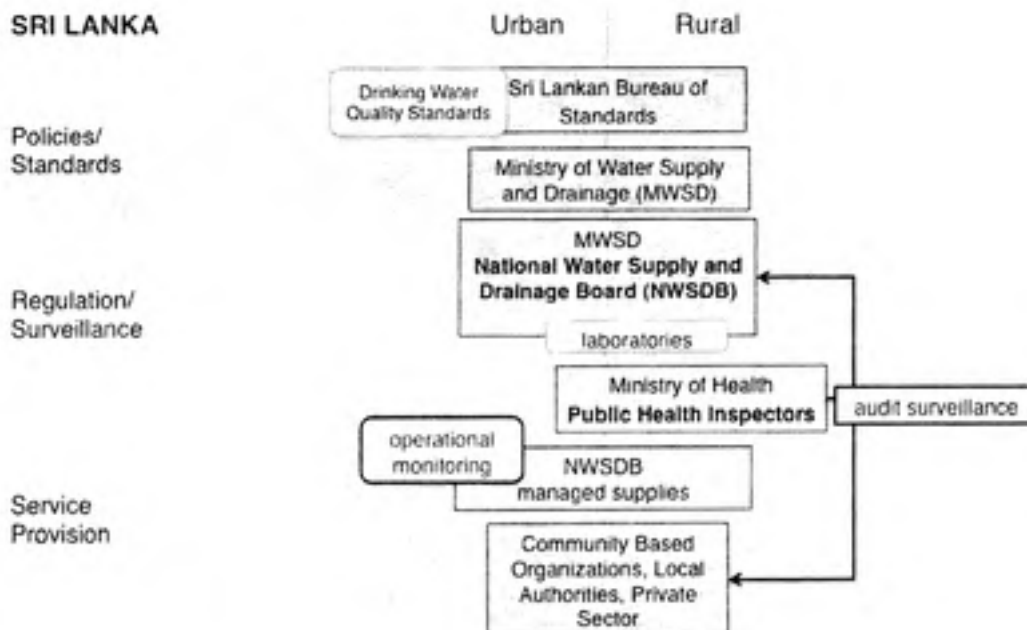 SRI LANKA
Urban
Rural
Drinking Water
Quality Standards
Sri Lankan Bureau of
Standards
Policies/
Standards
Ministry of Water Supply
and Drainage (MWSD)
MWSD
National Water Supply and
Drainage Board (NWSDB)
Regulation/
Surveillance
laboratories
Ministry of Health
Public Health Inspectors
audit surveillance
operational
monitoring
NWSDB
managed supplies
Service
Provision
Community Based
Organizations, Local
Authorities, Private
Sector